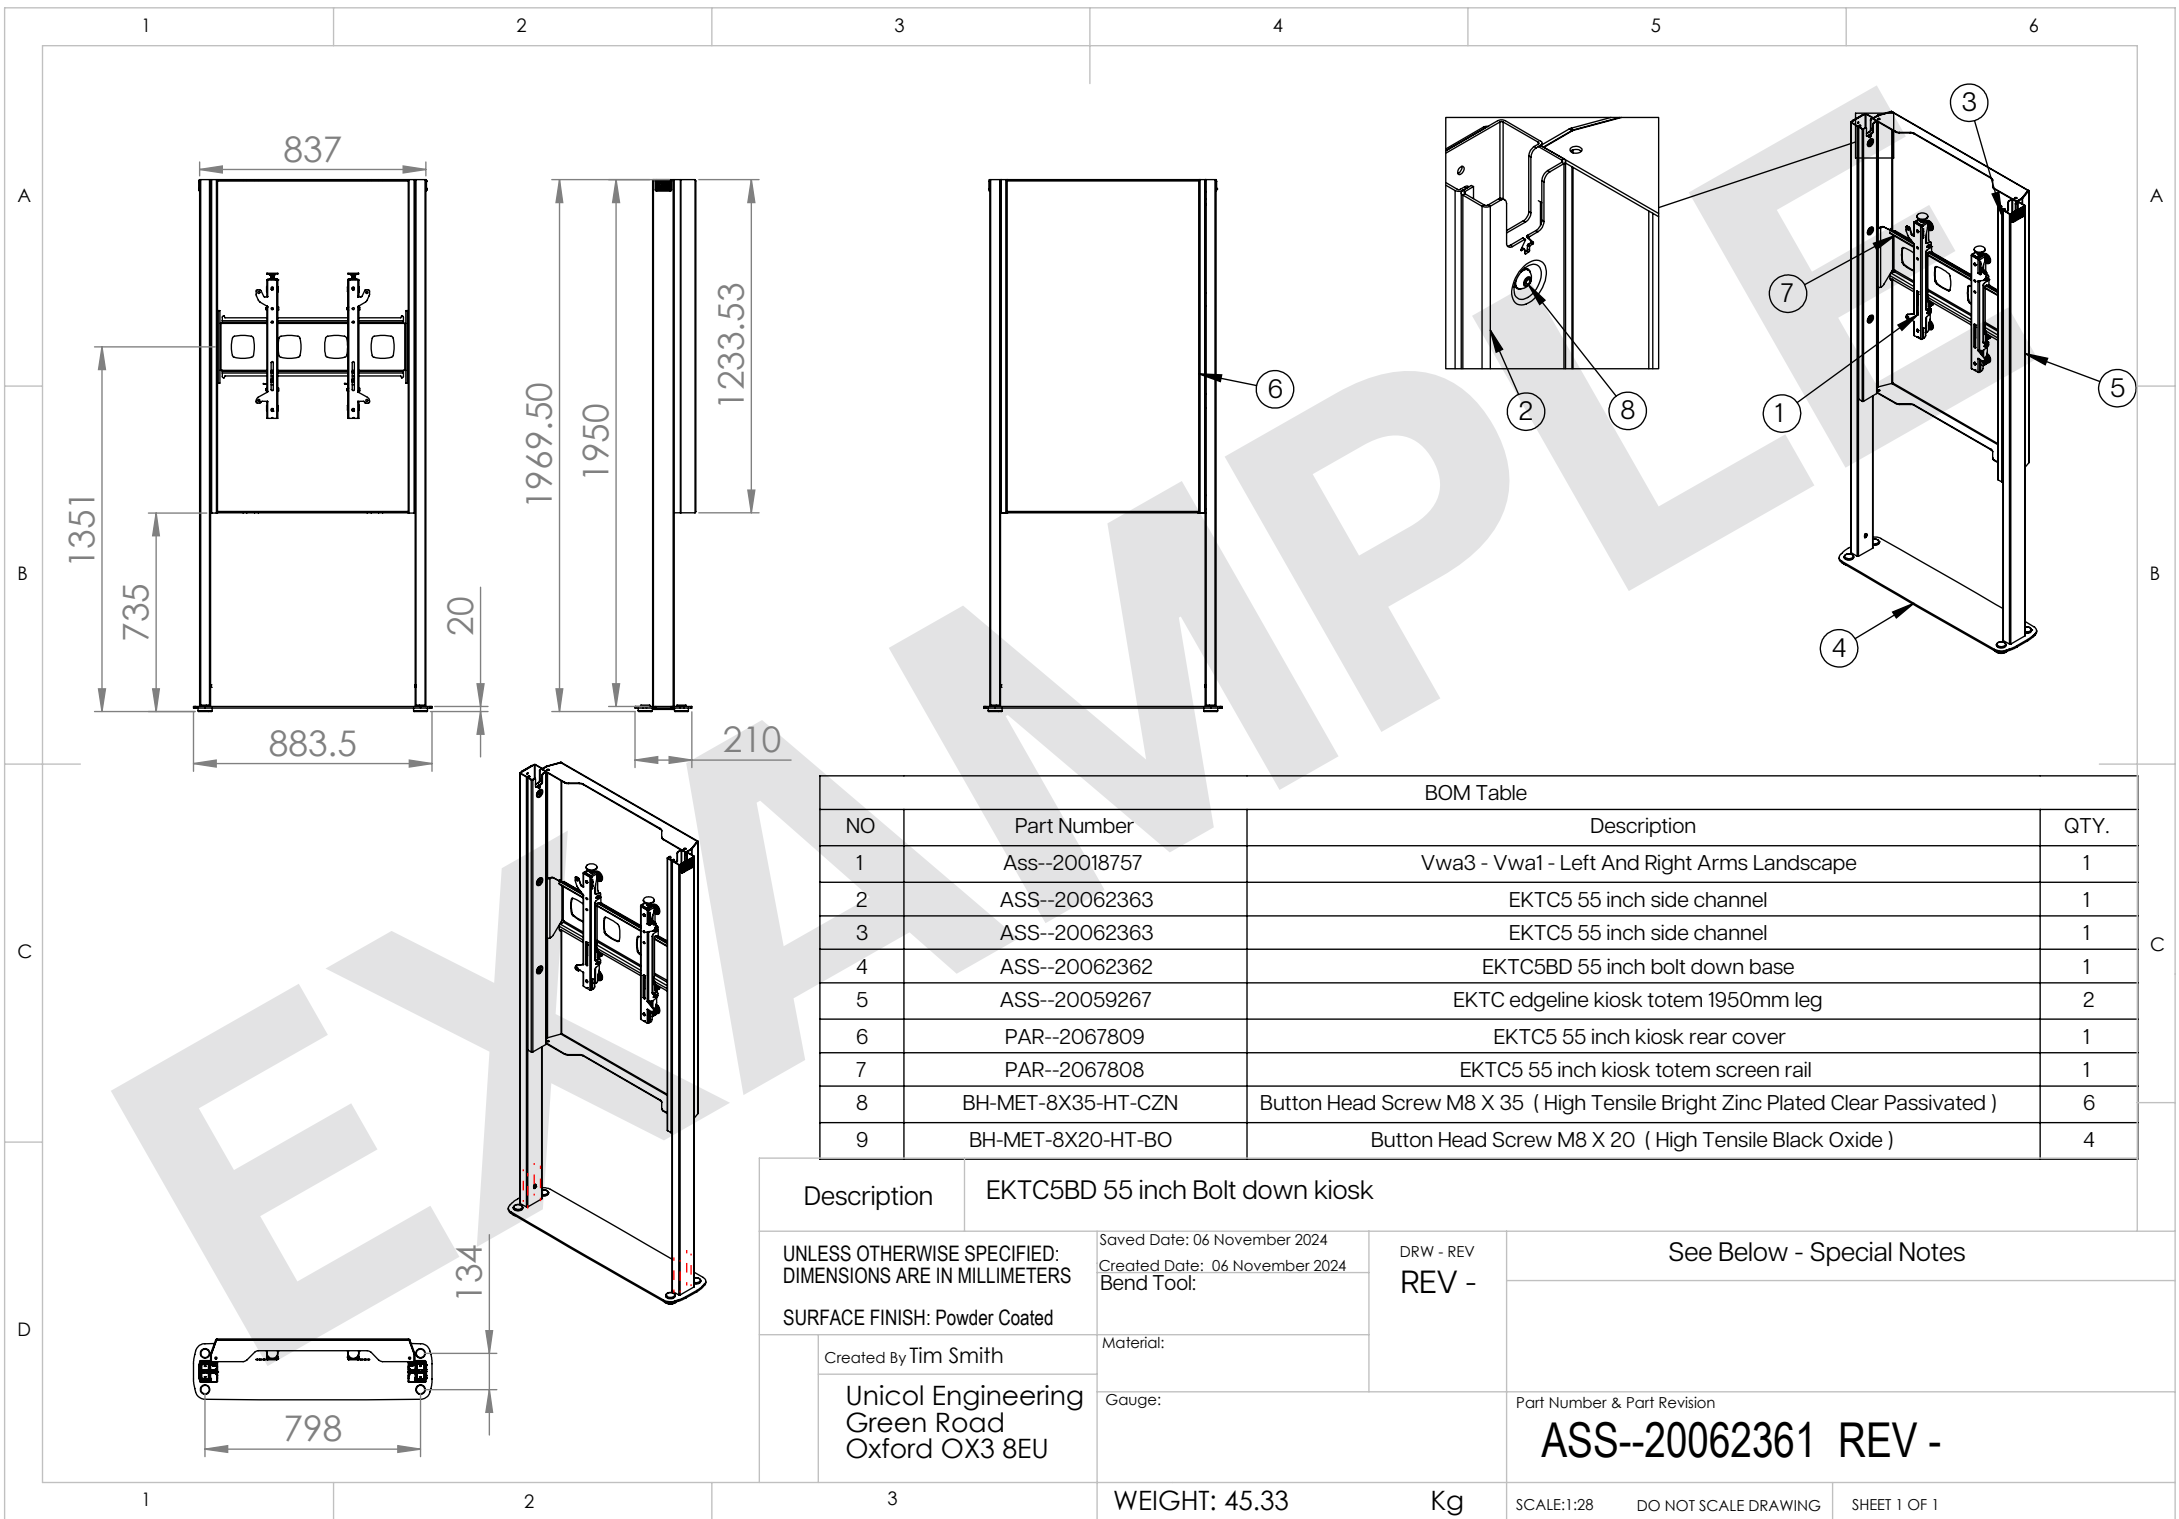 1 2 3 4 5 6
A A
B B
C C
D
837
1351
735
20
883.5
1969.50
1950
1233.53
210
6
2
8
3
7
1
5
4
134
798
EXAMPLE
BOM Table
NO Part Number Description QTY.
1 Ass--20018757 Vwa3 - Vwa1 - Left And Right Arms Landscape 1
2 ASS--20062363 EKTC5 55 inch side channel 1
3 ASS--20062363 EKTC5 55 inch side channel 1
4 ASS--20062362 EKTC5BD 55 inch bolt down base 1
5 ASS--20059267 EKTC edgeline kiosk totem 1950mm leg 2
6 PAR--2067809 EKTC5 55 inch kiosk rear cover 1
7 PAR--2067808 EKTC5 55 inch kiosk totem screen rail 1
8 BH-MET-8X35-HT-CZN Button Head Screw M8 X 35 ( High Tensile Bright Zinc Plated Clear Passivated ) 6
9 BH-MET-8X20-HT-BO Button Head Screw M8 X 20 ( High Tensile Black Oxide ) 4
Description EKTC5BD 55 inch Bolt down kiosk
UNLESS OTHERWISE SPECIFIED:
DIMENSIONS ARE IN MILLIMETERS
SURFACE FINISH: Powder Coated
Saved Date: 06 November 2024
Created Date: 06 November 2024
Bend Tool:
DRW - REV
REV -
See Below - Special Notes
Created By Tim Smith
Material:
Unicol Engineering
Green Road
Oxford OX3 8EU
Gauge:
Part Number & Part Revision
ASS--20062361 REV -
WEIGHT: 45.33 Kg
SCALE:1:28 DO NOT SCALE DRAWING SHEET 1 OF 1
1 2 3